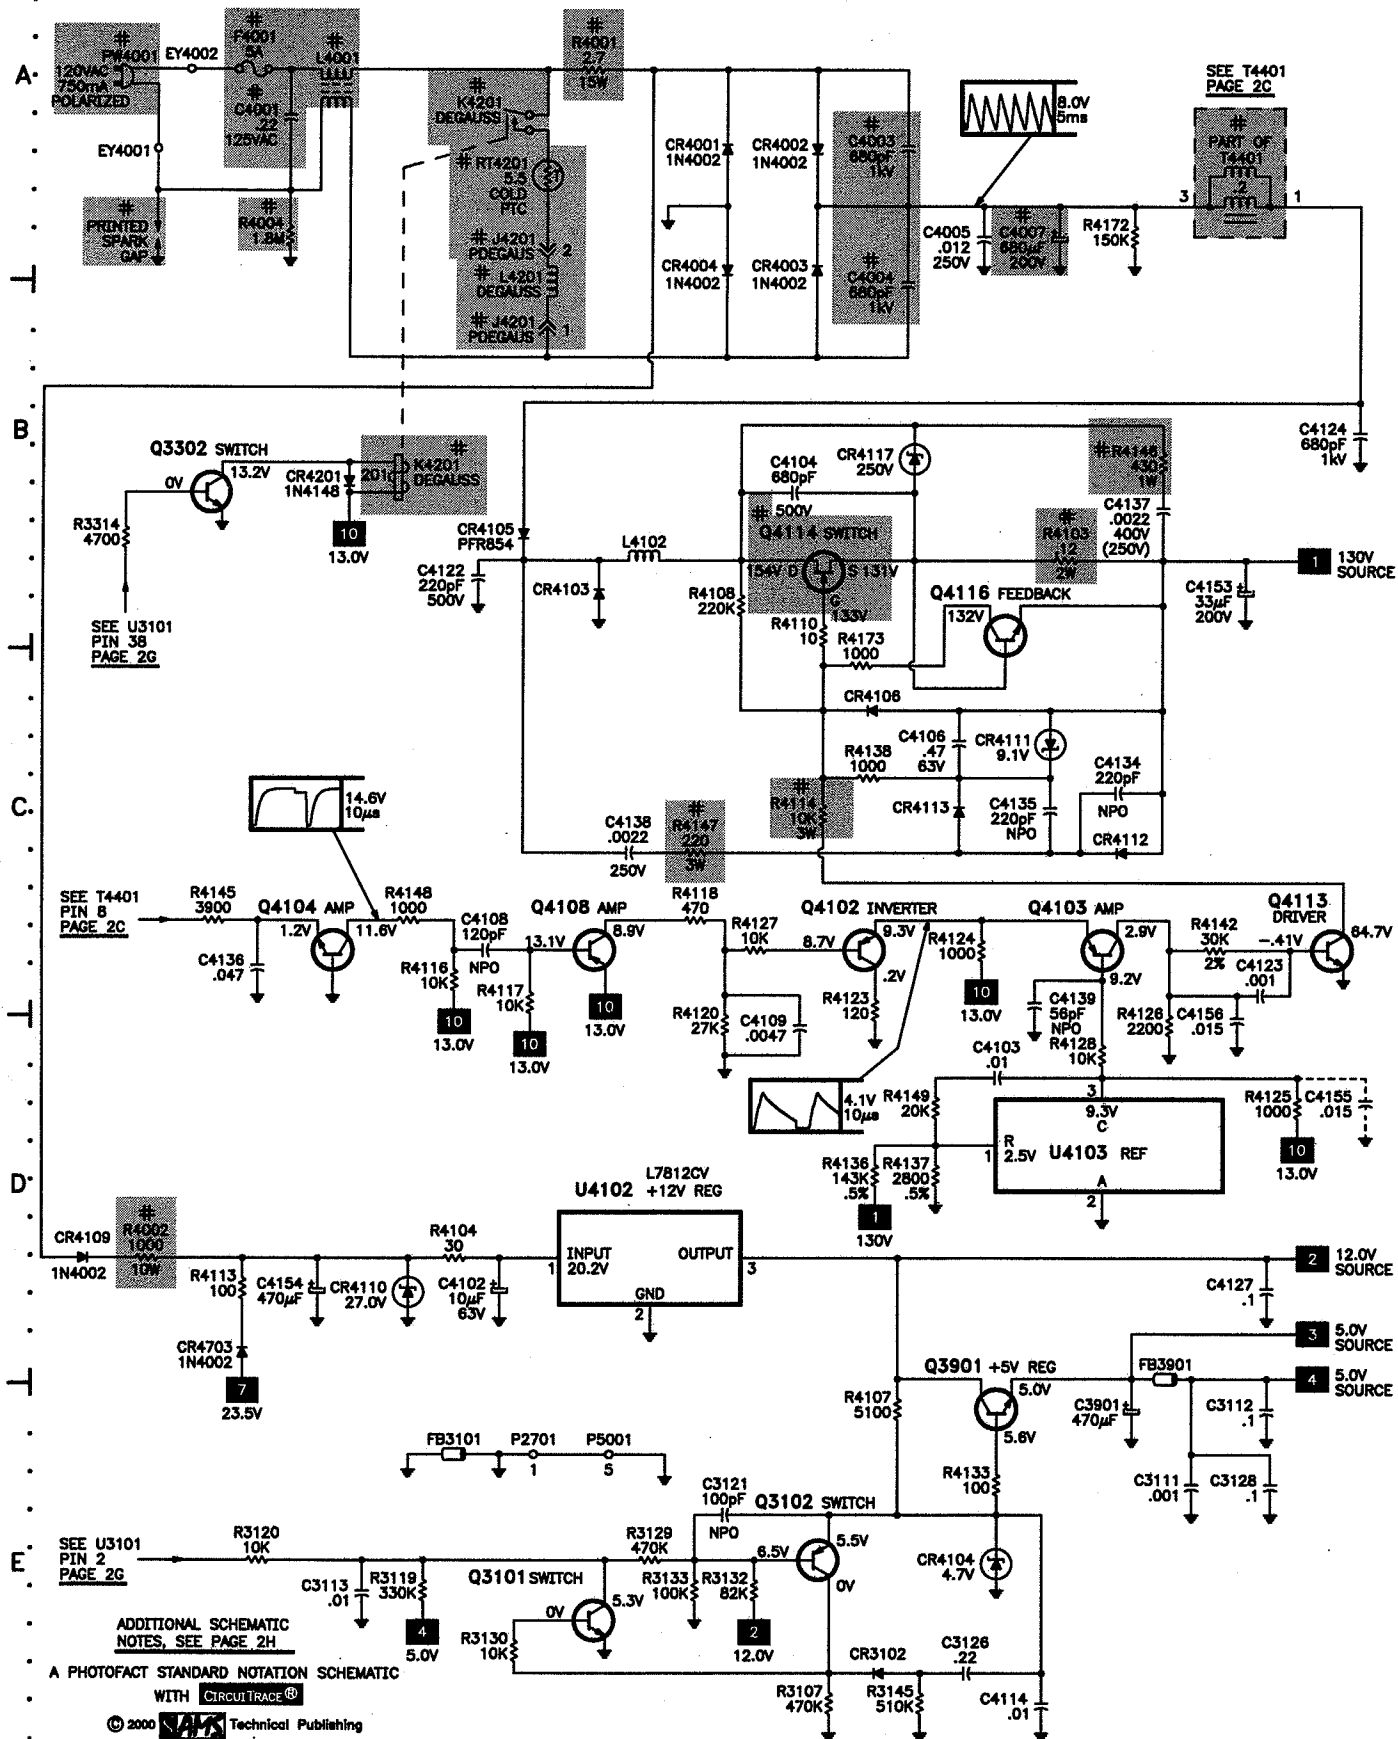 A
#
PW4001
120VAC
750mA
POLARIZED
EY4002
EY4001
#
F4001
5A
#
C4001
.22
125VAC
#
L4001
#
R4001
2.7
15W
#
K4201
DEGAUSS
# RT4201
5.5
COLD
PTC
# J4201
PDEGAUS
2
# L4201
DEGAUSS
# J4201
PDEGAUS
1
#
PRINTED
SPARK
GAP
#
R4004
1.8M
CR4001
1N4002
CR4002
1N4002
CR4004
1N4002
CR4003
1N4002
#
C4003
680pF
1kV
#
C4004
680pF
1kV
8.0V
5ms
C4005
.012
250V
#
C4007
680µF
200V
R4172
150K
SEE T4401
PAGE 2C
#
PART OF
T4401
.2
3
1
B
Q3302 SWITCH
13.2V
0V
R3314
4700
SEE U3101
PIN 38
PAGE 2G
CR4201
1N4148
10
13.0V
#
K4201
DEGAUSS
201
CR4105
PFR854
C4122
220pF
500V
CR4103
L4102
C4104
680pF
500V
CR4117
250V
#
Q4114 SWITCH
154V D
S 131V
G
133V
R4108
220K
R4110
10
R4173
1000
#
R4103
.12
2W
# R4146
430
1W
C4137
.0022
400V
(250V)
C4124
680pF
1kV
Q4116 FEEDBACK
132V
C4153
33µF
200V
1
130V
SOURCE
C
CR4106
R4138
1000
C4106
.47
63V
CR4111
9.1V
C4134
220pF
NPO
#
R4114
10K
3W
CR4113
C4135
220pF
NPO
CR4112
C4138
.0022
250V
#
R4147
220
3W
14.6V
10µs
SEE T4401
PIN 8
PAGE 2C
R4145
3900
C4136
.047
Q4104 AMP
1.2V
11.6V
R4148
1000
C4108
120pF
NPO
R4116
10K
10
13.0V
R4117
10K
10
13.0V
Q4108 AMP
13.1V
8.9V
10
13.0V
R4118
470
R4127
10K
R4120
27K
C4109
.0047
Q4102 INVERTER
8.7V
9.3V
.2V
R4123
120
R4124
1000
10
13.0V
Q4103 AMP
2.9V
9.2V
C4139
56pF
NPO
R4128
10K
R4142
30K
2%
C4123
.001
R4126
2200
C4156
.015
Q4113
DRIVER
-.41V
64.7V
4.1V
10µs
C4103
.01
R4149
20K
3
9.3V
C
R
2.5V
1
U4103 REF
A
2
R4125
1000
10
13.0V
C4155
.015
R4136
143K
.5%
1
130V
R4137
2800
.5%
D
CR4109
1N4002
#
R4002
1000
10W
R4113
100
CR4703
1N4002
7
23.5V
C4154
470µF
CR4110
27.0V
R4104
30
C4102
10µF
63V
L7812CV
U4102 +12V REG
INPUT
20.2V
1
OUTPUT
3
GND
2
2
12.0V
SOURCE
C4127
.1
3
5.0V
SOURCE
4
5.0V
SOURCE
Q3901 +5V REG
5.0V
5.6V
FB3901
C3901
470µF
C3112
.1
C3111
.001
C3128
.1
R4107
5100
R4133
100
FB3101
P2701
1
P5001
5
E
SEE U3101
PIN 2
PAGE 2G
R3120
10K
C3113
.01
R3119
330K
4
5.0V
Q3101 SWITCH
0V
5.3V
R3130
10K
R3129
470K
C3121
100pF
NPO
R3133
100K
R3132
82K
2
12.0V
Q3102 SWITCH
6.5V
5.5V
0V
CR4104
4.7V
CR3102
C3126
.22
R3107
470K
R3145
510K
C4114
.01
ADDITIONAL SCHEMATIC
NOTES, SEE PAGE 2H
A PHOTOFACT STANDARD NOTATION SCHEMATIC
WITH CIRCUITRACE ®
© 2000 SAMS Technical Publishing